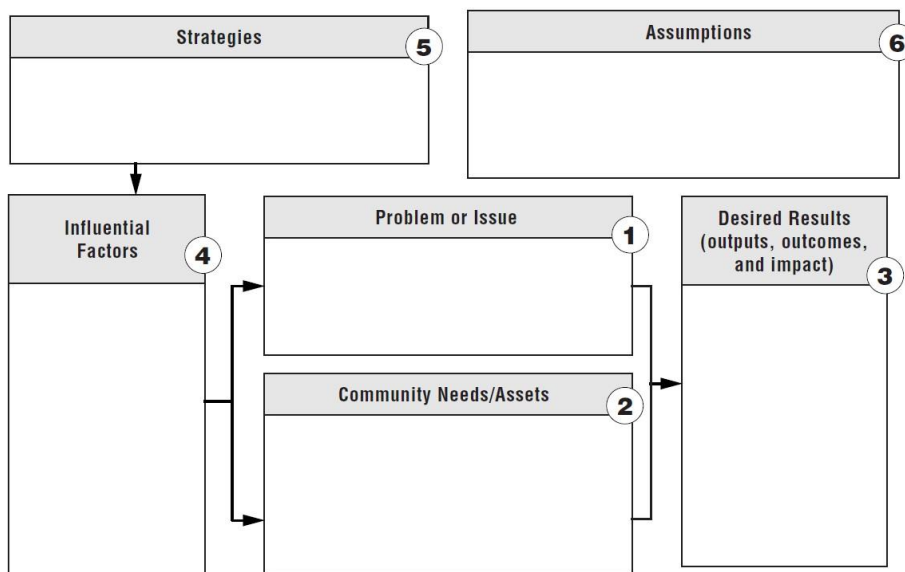 Strategies
5
Assumptions
6
Influential
Factors
4
Problem or Issue
1
Desired Results
(outputs, outcomes,
and impact)
3
Community Needs/Assets
2